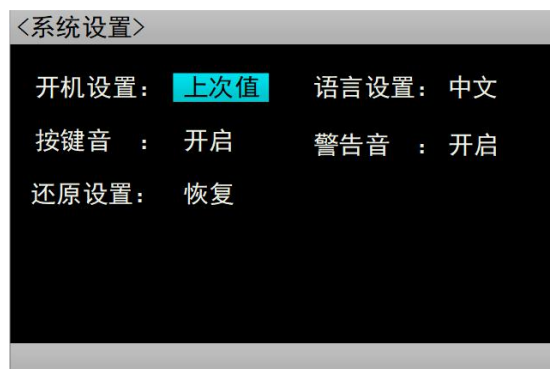 <系统设置>
开机设置： 上次值 语言设置： 中文
按键音 ： 开启 警告音 ： 开启
还原设置： 恢复